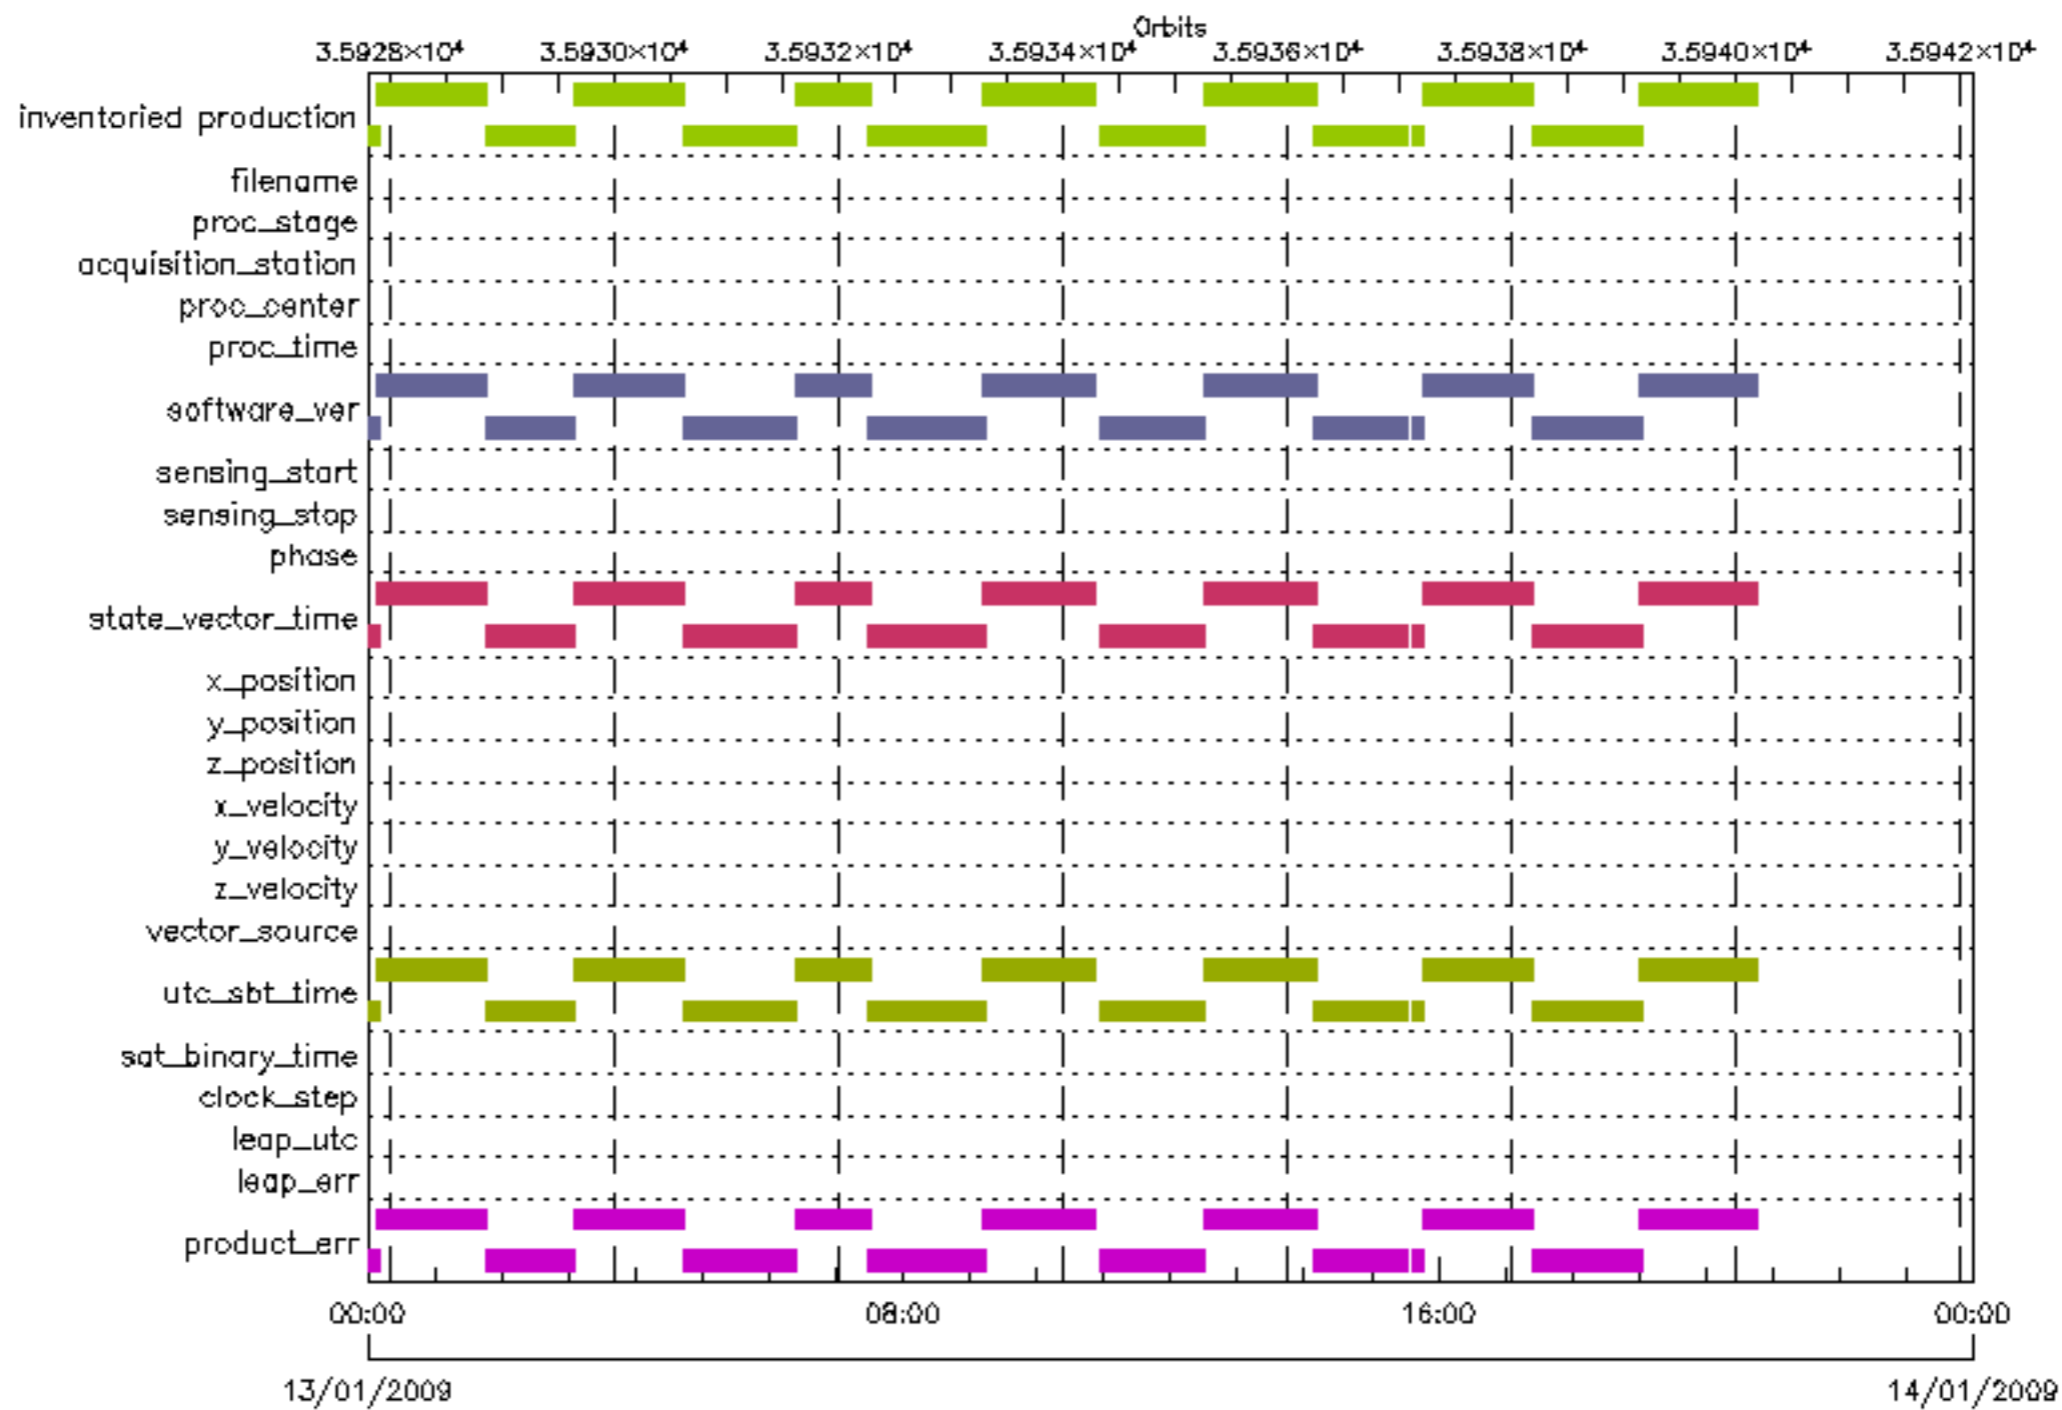 Orbits
3.5928×10⁴ 3.5930×10⁴ 3.5932×10⁴ 3.5934×10⁴ 3.5936×10⁴ 3.5938×10⁴ 3.5940×10⁴ 3.5942×10⁴
inventoried production
filename
proc_stage
acquisition_station
proc_center
proc_time
software_ver
sensing_start
sensing_stop
phase
state_vector_time
x_position
y_position
z_position
x_velocity
y_velocity
z_velocity
vector_source
utc_sbt_time
sat_binary_time
clock_step
leap_utc
leap_err
product_err
00:00 08:00 16:00 00:00
13/01/2009 14/01/2009